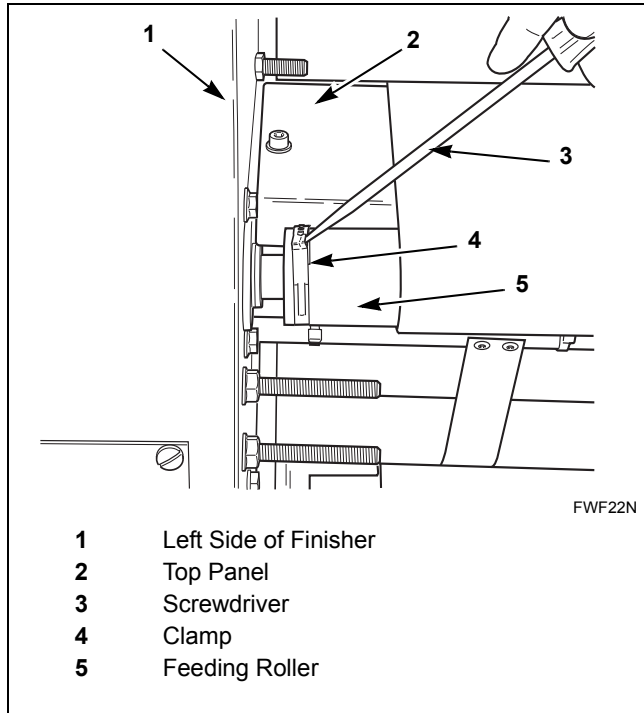 1
2
3
4
5
FWF22N
1 Left Side of Finisher
2 Top Panel
3 Screwdriver
4 Clamp
5 Feeding Roller